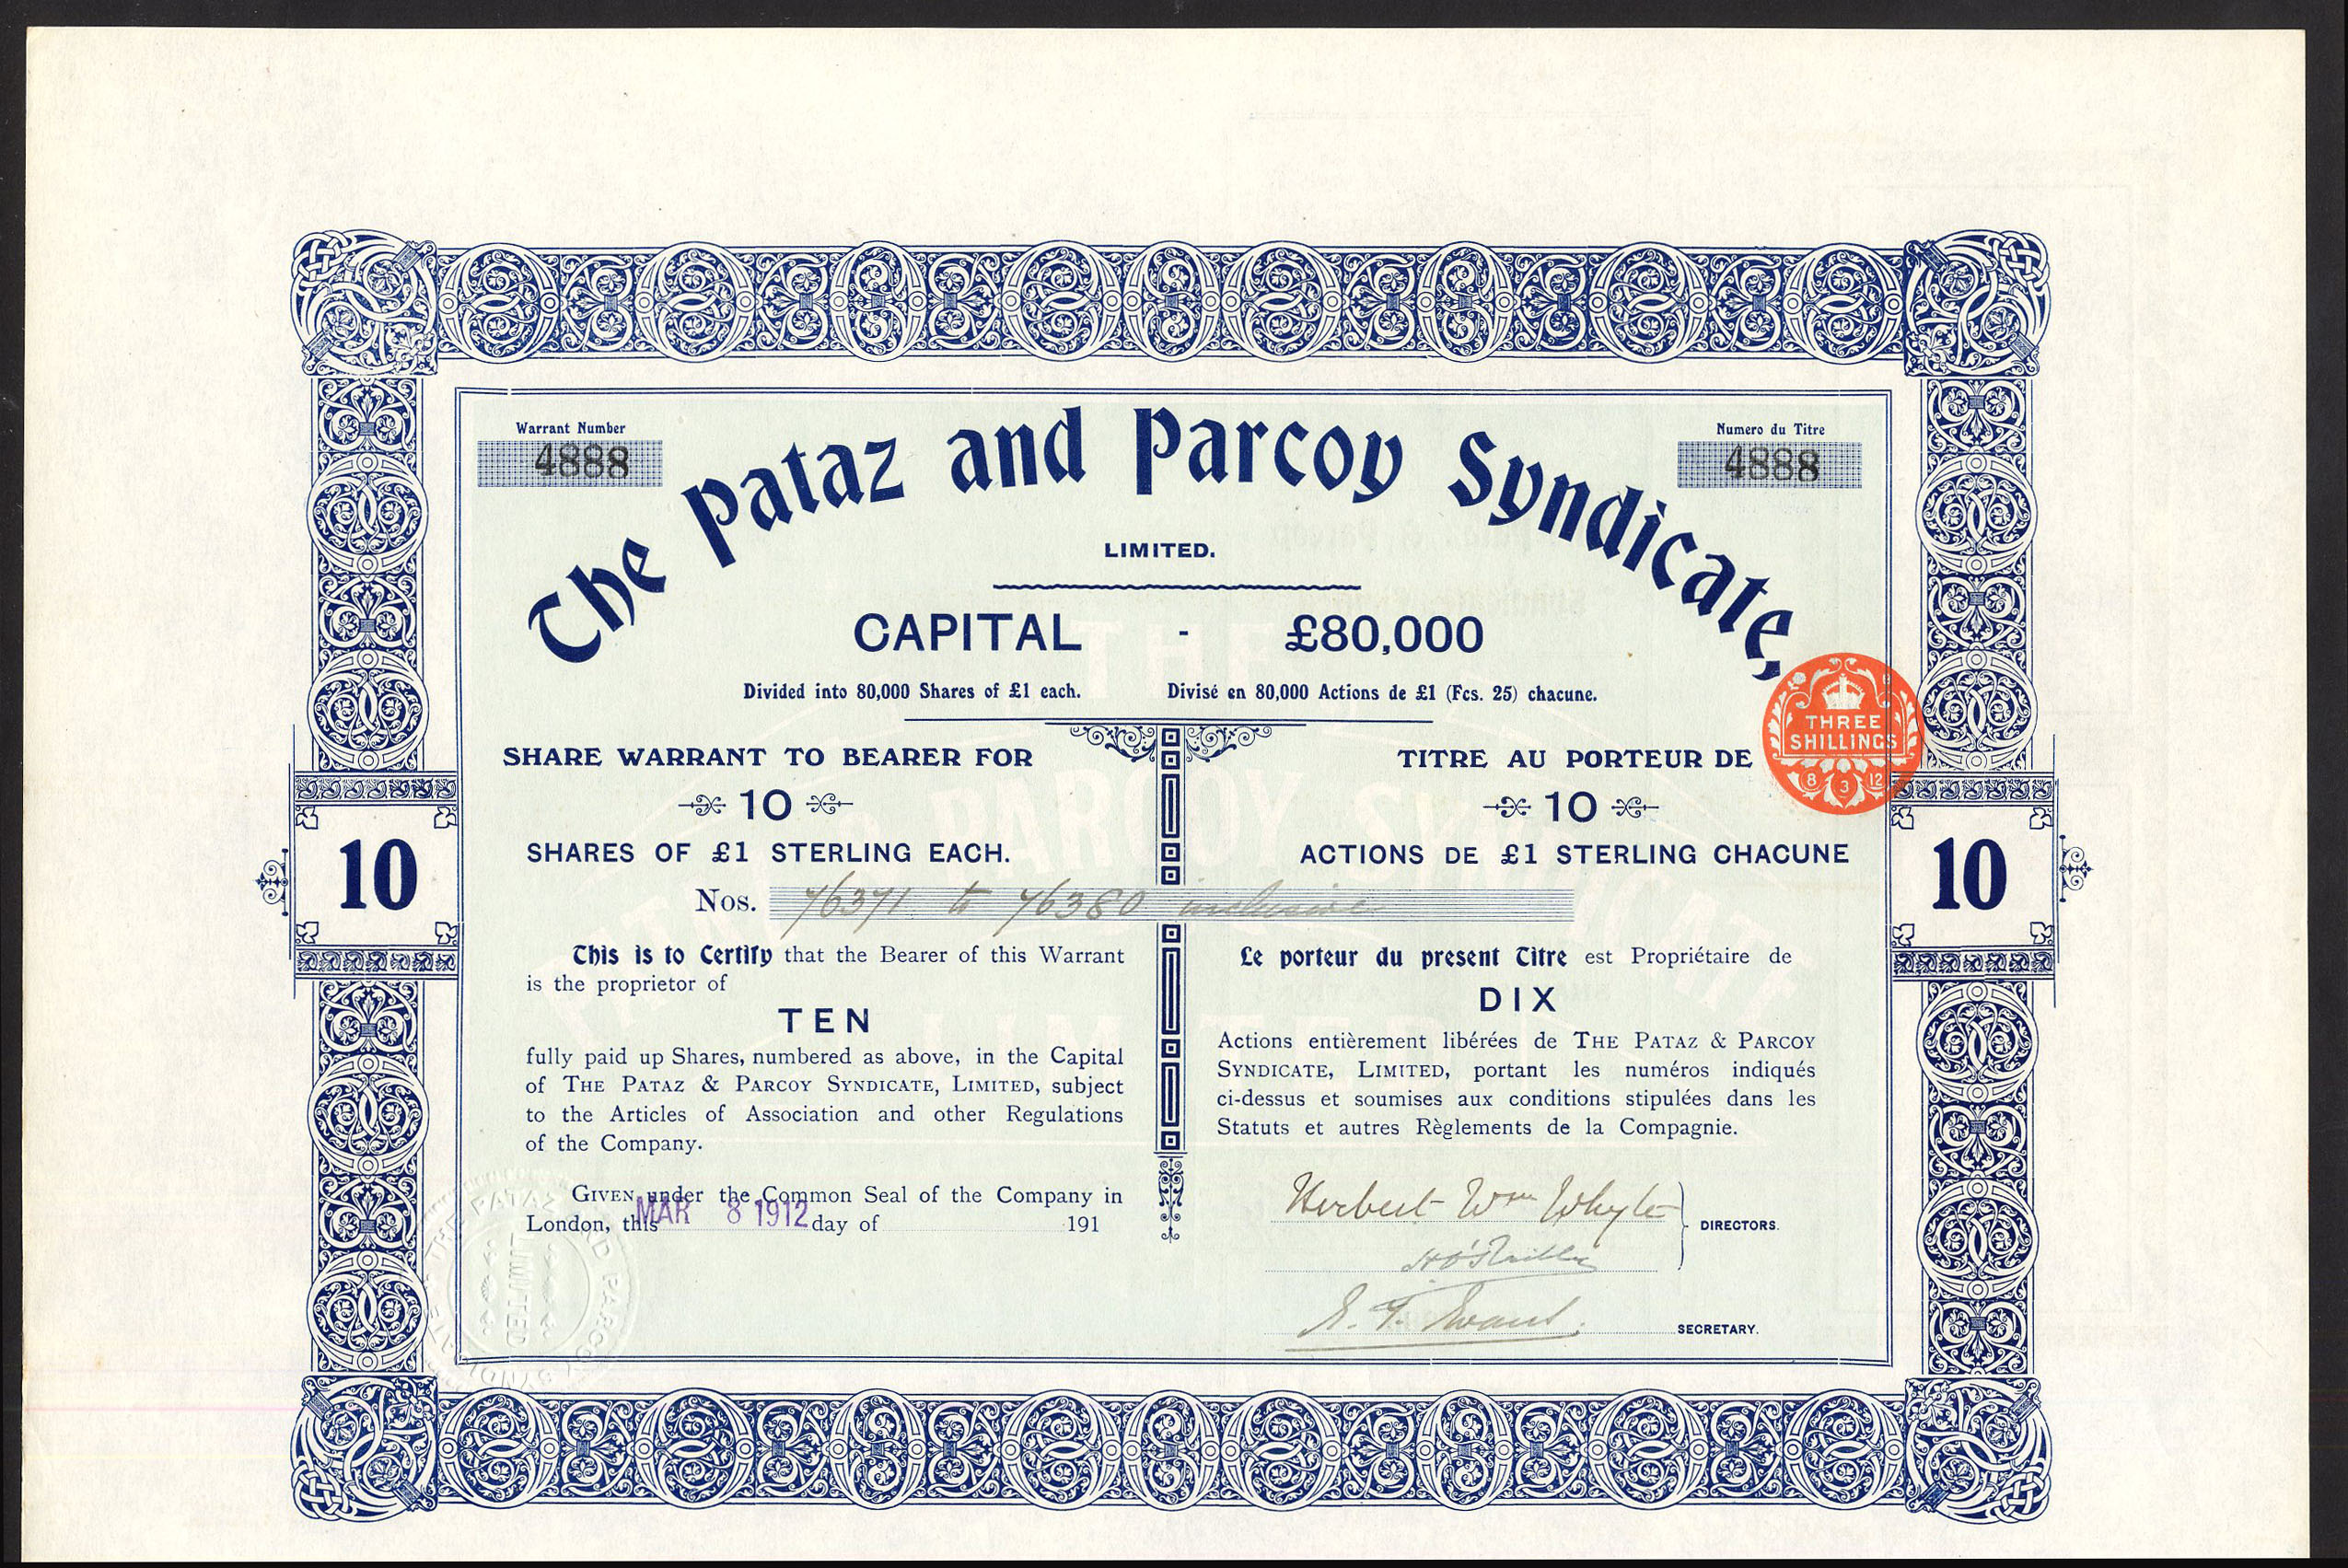 Warrant Number
4888
Numero du Titre
4888
The Pataz and Parcoy Syndicate,
LIMITED.
CAPITAL - £80,000
Divided into 80,000 Shares of £1 each.
Divisé en 80,000 Actions de £1 (Fcs. 25) chacune.
THREE
SHILLINGS
8 3 12
SHARE WARRANT TO BEARER FOR
10
SHARES OF £1 STERLING EACH.
TITRE AU PORTEUR DE
10
ACTIONS DE £1 STERLING CHACUNE
10
10
Nos. 76371 to 76380 inclusive
This is to Certify that the Bearer of this Warrant
is the proprietor of
TEN
fully paid up Shares, numbered as above, in the Capital
of THE PATAZ & PARCOY SYNDICATE, LIMITED, subject
to the Articles of Association and other Regulations
of the Company.
GIVEN under the Common Seal of the Company in
London, this MAR 8 1912 day of 191
Le porteur du present Titre est Propriétaire de
DIX
Actions entièrement libérées de THE PATAZ & PARCOY
SYNDICATE, LIMITED, portant les numéros indiqués
ci-dessus et soumises aux conditions stipulées dans les
Statuts et autres Règlements de la Compagnie.
Herbert Wm Whyte
DIRECTORS.
SECRETARY.
THE PATAZ AND PARCOY SYNDICATE
LIMITED